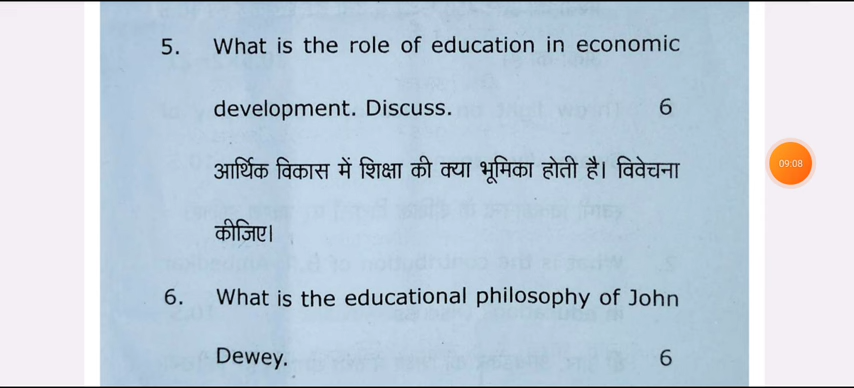 5. What is the role of education in economic
development. Discuss. 6
आर्थिक विकास में शिक्षा की क्या भूमिका होती है। विवेचना
कीजिए।
6. What is the educational philosophy of John
Dewey. 6
09:08